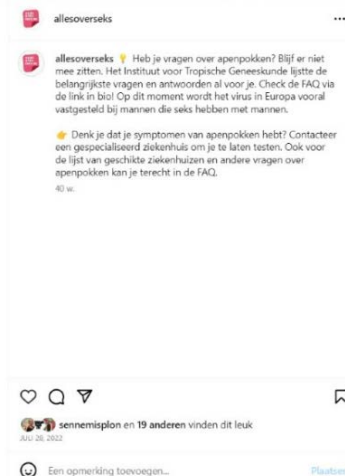 allesoverseks
allesoverseks 💡 Heb je vragen over apenpokken? Blijf er niet
mee zitten. Het Instituut voor Tropische Geneeskunde lijstte de
belangrijkste vragen en antwoorden al voor je. Check de FAQ via
de link in bio! Op dit moment wordt het virus in Europa vooral
vastgesteld bij mannen die seks hebben met mannen.
👉 Denk je dat je symptomen van apenpokken hebt? Contacteer
een gespecialiseerd ziekenhuis om je te laten testen. Ook voor
de lijst van geschikte ziekenhuizen en andere vragen over
apenpokken kan je terecht in de FAQ.
40 w.
sennemisplon en 19 anderen vinden dit leuk
JULI 28, 2022
Een opmerking toevoegen...
Plaatsen